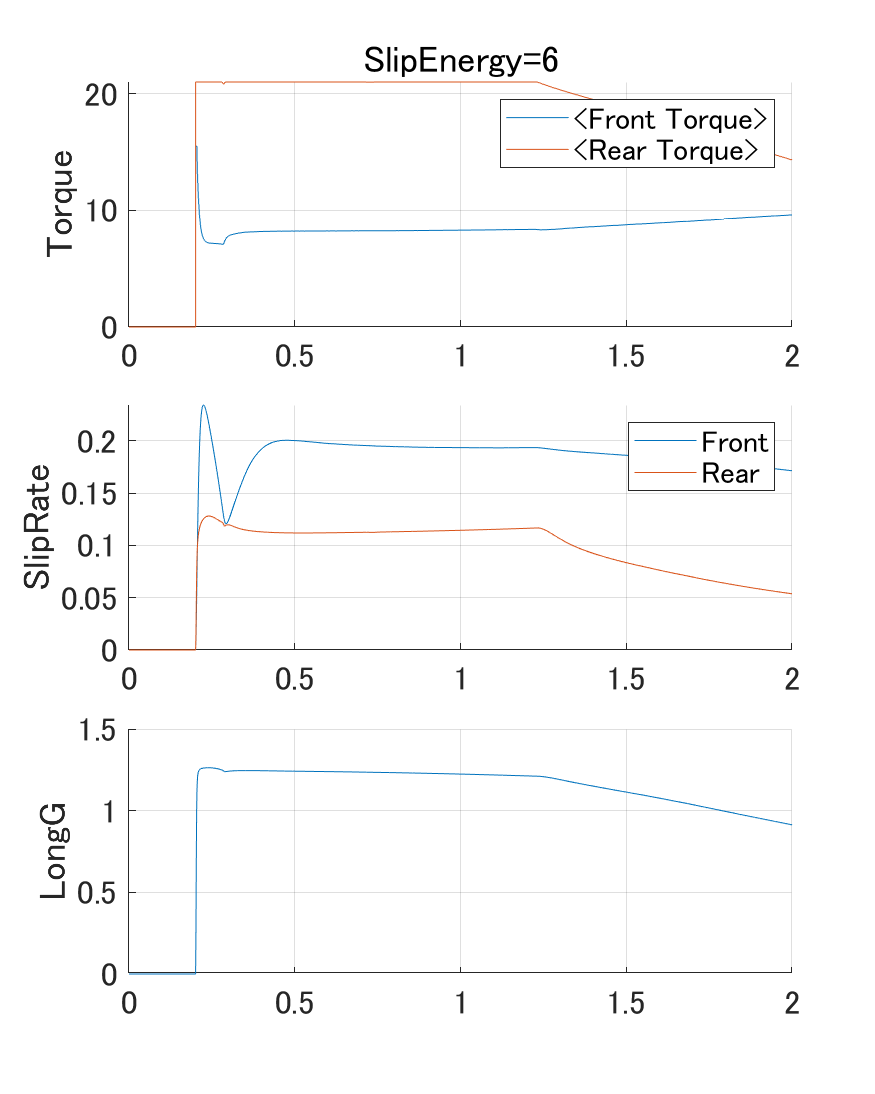 SlipEnergy=6
Torque
20
10
0
<Front Torque>
<Rear Torque>
0 0.5 1 1.5 2
SlipRate
0.2
0.15
0.1
0.05
0
Front
Rear
0 0.5 1 1.5 2
LongG
1.5
1
0.5
0
0 0.5 1 1.5 2